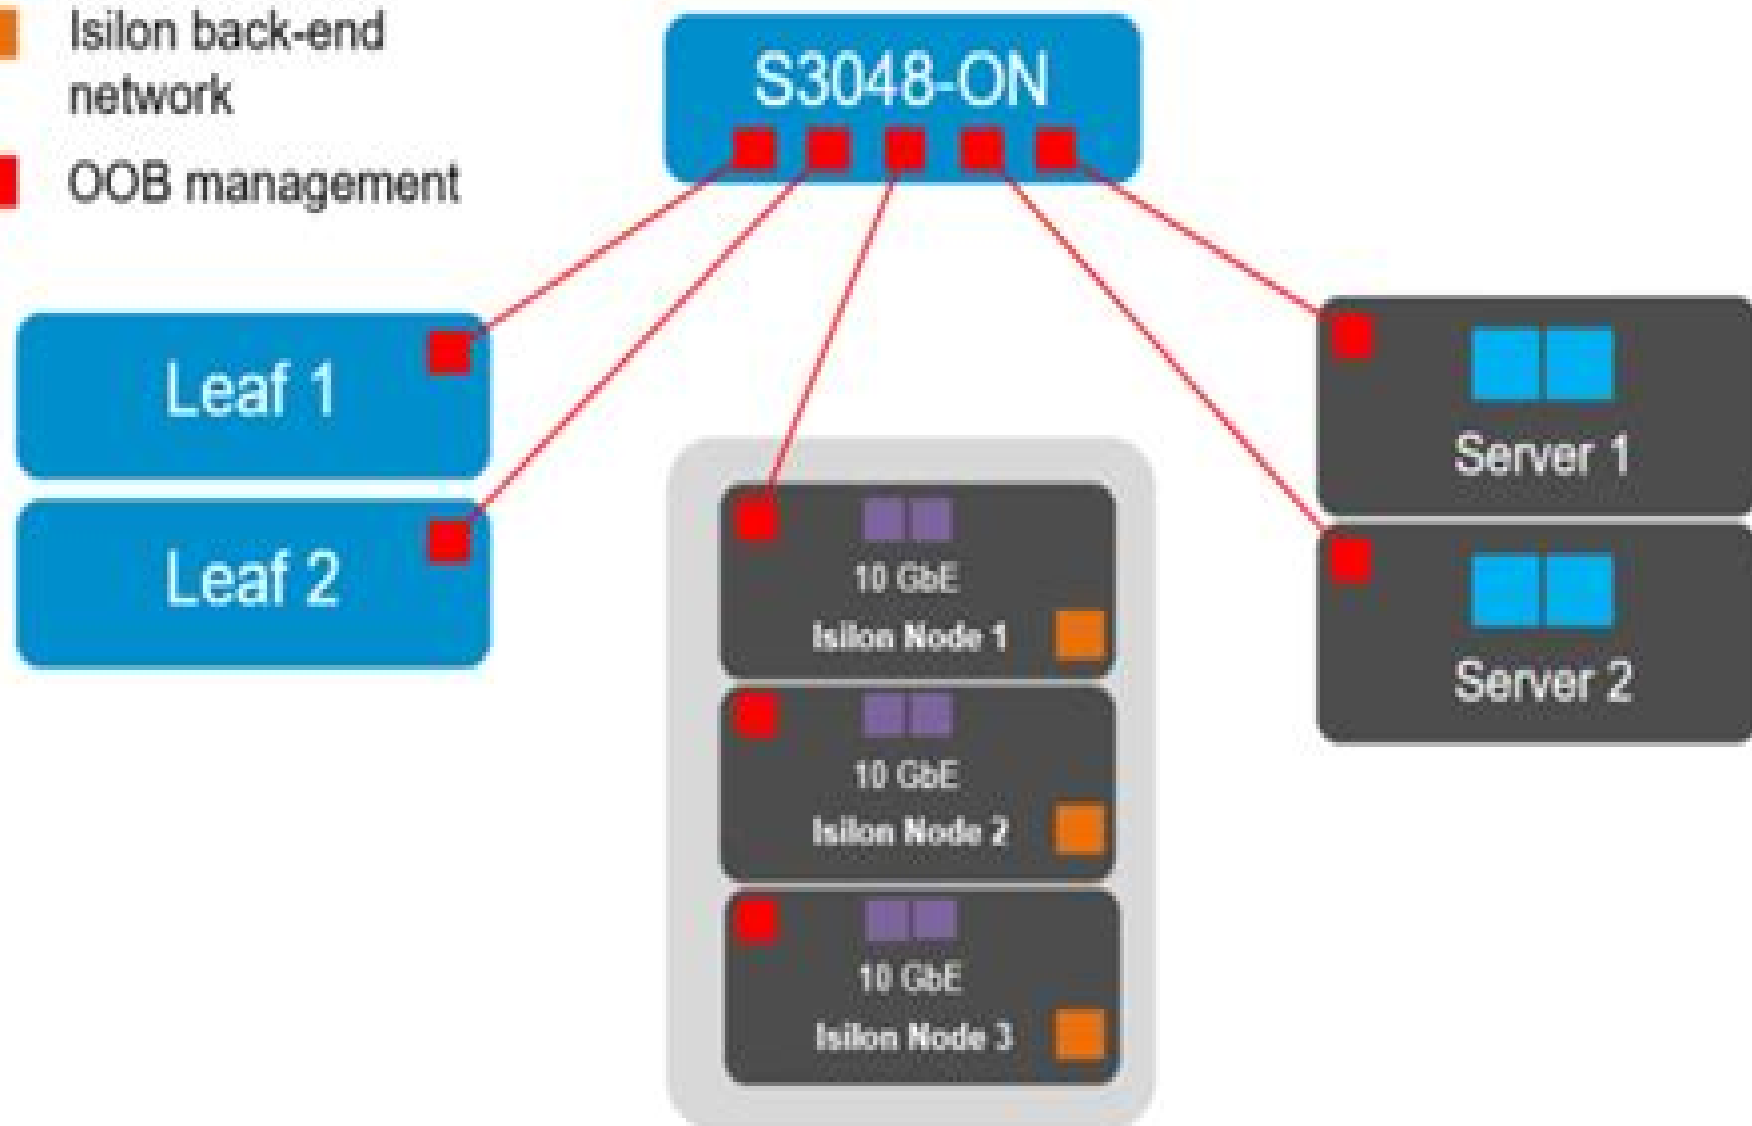 Isilon back-end
network
OOB management
S3048-ON
Leaf 1
Leaf 2
10 GbE
Isilon Node 1
10 GbE
Isilon Node 2
10 GbE
Isilon Node 3
Server 1
Server 2